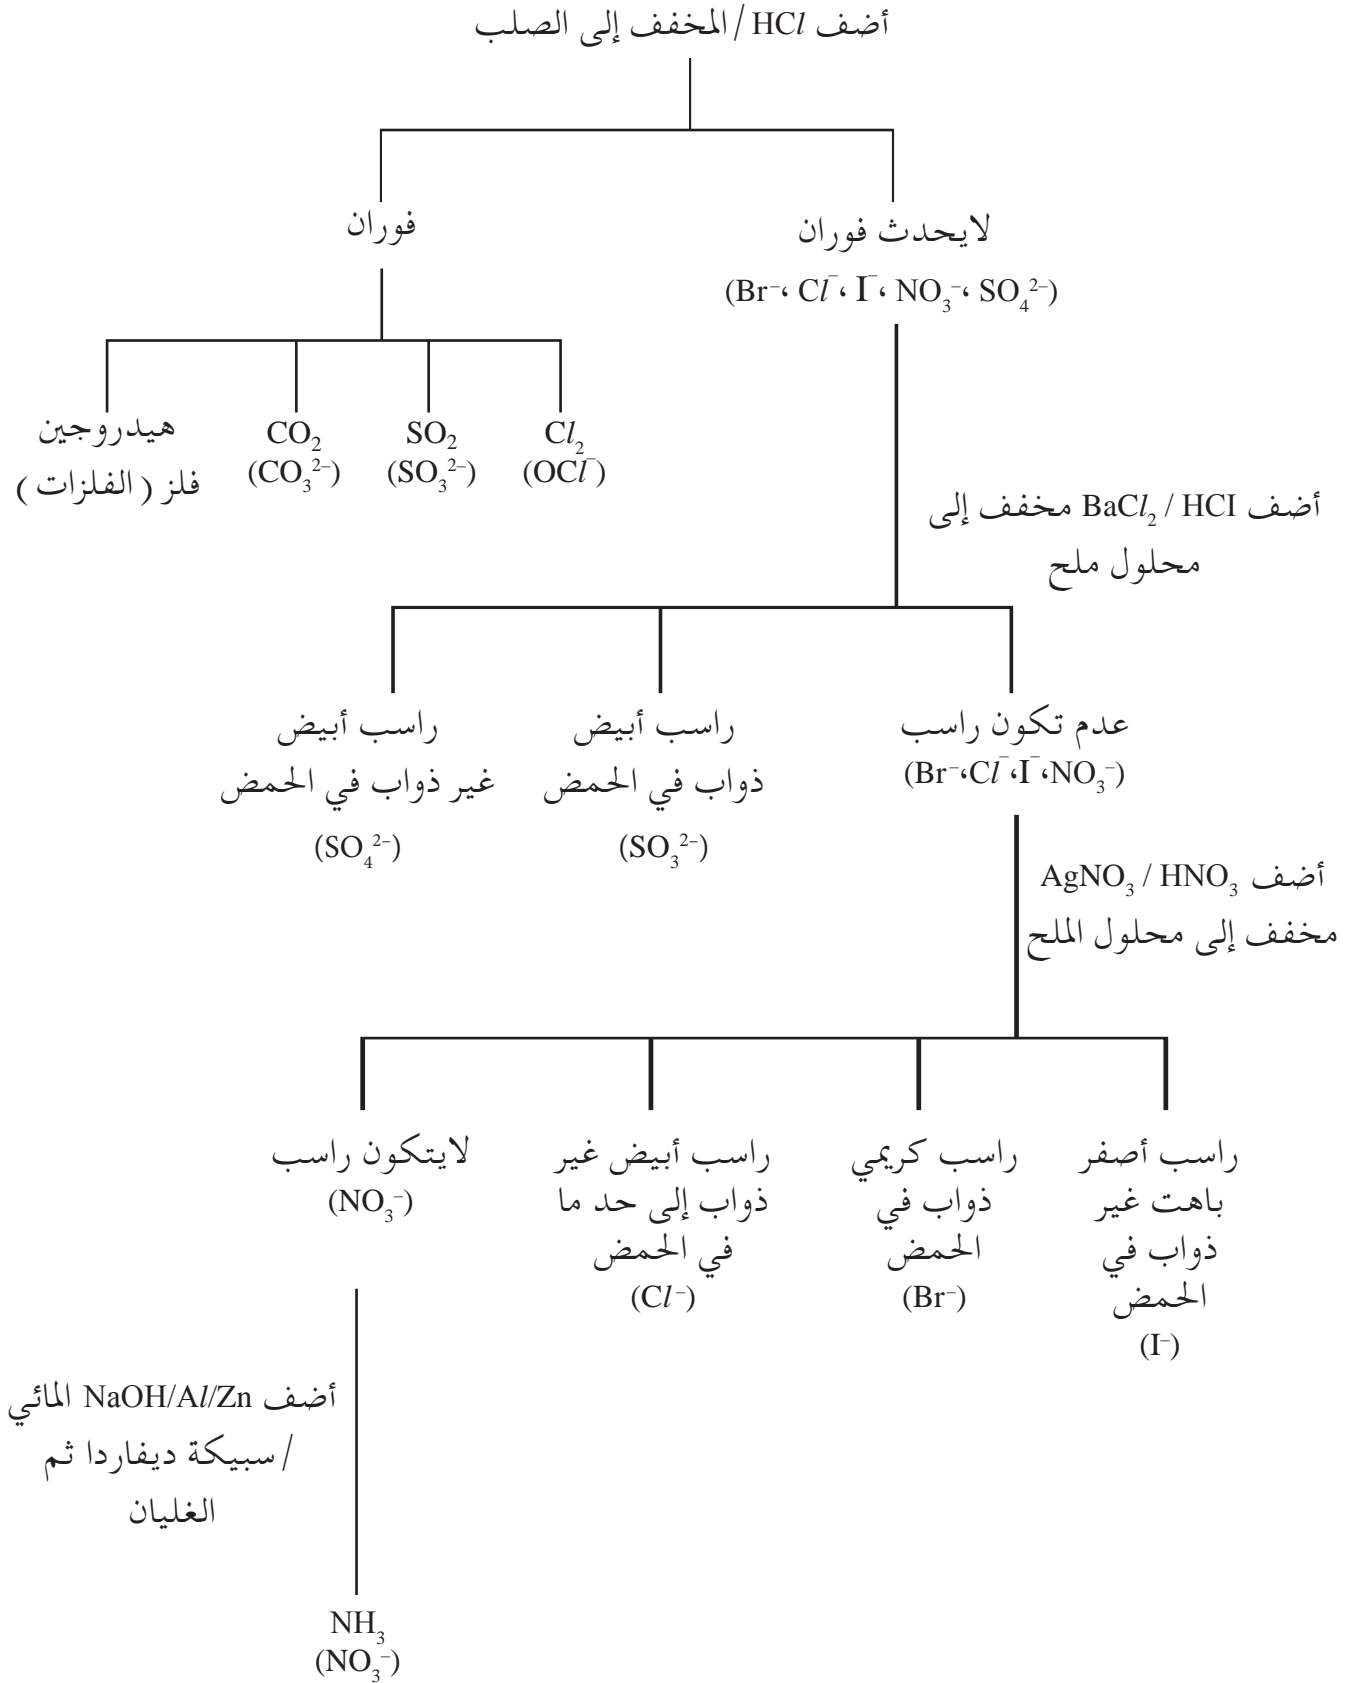 أضف HCl / المخفف إلى الصلب
لايحدث فوران
(Br⁻، Cl⁻، I⁻، NO₃⁻، SO₄²⁻)
فوران
Cl₂
(OCl⁻)
SO₂
(SO₃²⁻)
CO₂
(CO₃²⁻)
هيدروجين
فلز (الفلزات)
أضف BaCl₂ / HCI مخفف إلى
محلول ملح
عدم تكون راسب
(Br⁻،Cl⁻،I⁻،NO₃⁻)
راسب أبيض
ذواب في الحمض
(SO₃²⁻)
راسب أبيض
غير ذواب في الحمض
(SO₄²⁻)
أضف AgNO₃ / HNO₃
مخفف إلى محلول الملح
راسب أصفر
باهت غير
ذواب في
الحمض
(I⁻)
راسب كريمي
ذواب في
الحمض
(Br⁻)
راسب أبيض غير
ذواب إلى حد ما
في الحمض
(Cl⁻)
لايتكون راسب
(NO₃⁻)
أضف NaOH/Al/Zn المائي
/ سبيكة ديفاردا ثم
الغليان
NH₃
(NO₃⁻)